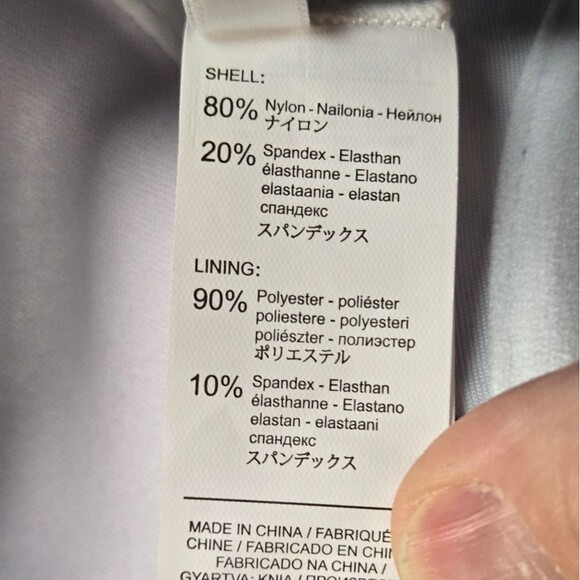 SHELL:
80% Nylon - Nailonia - Нейлон
ナイロン
20% Spandex - Elasthan
élasthanne - Elastano
elastaania - elastan
спандекс
スパンデックス
LINING:
90% Polyester - poliéster
poliestere - polyesteri
poliészter - полиэстер
ポリエステル
10% Spandex - Elasthan
élasthanne - Elastano
elastan - elastaani
спандекс
スパンデックス
MADE IN CHINA / FABRIQUÉ
CHINE / FABRICADO EN
FABRICADO NA CHINA /
GYÁRTVA: KÍNA /